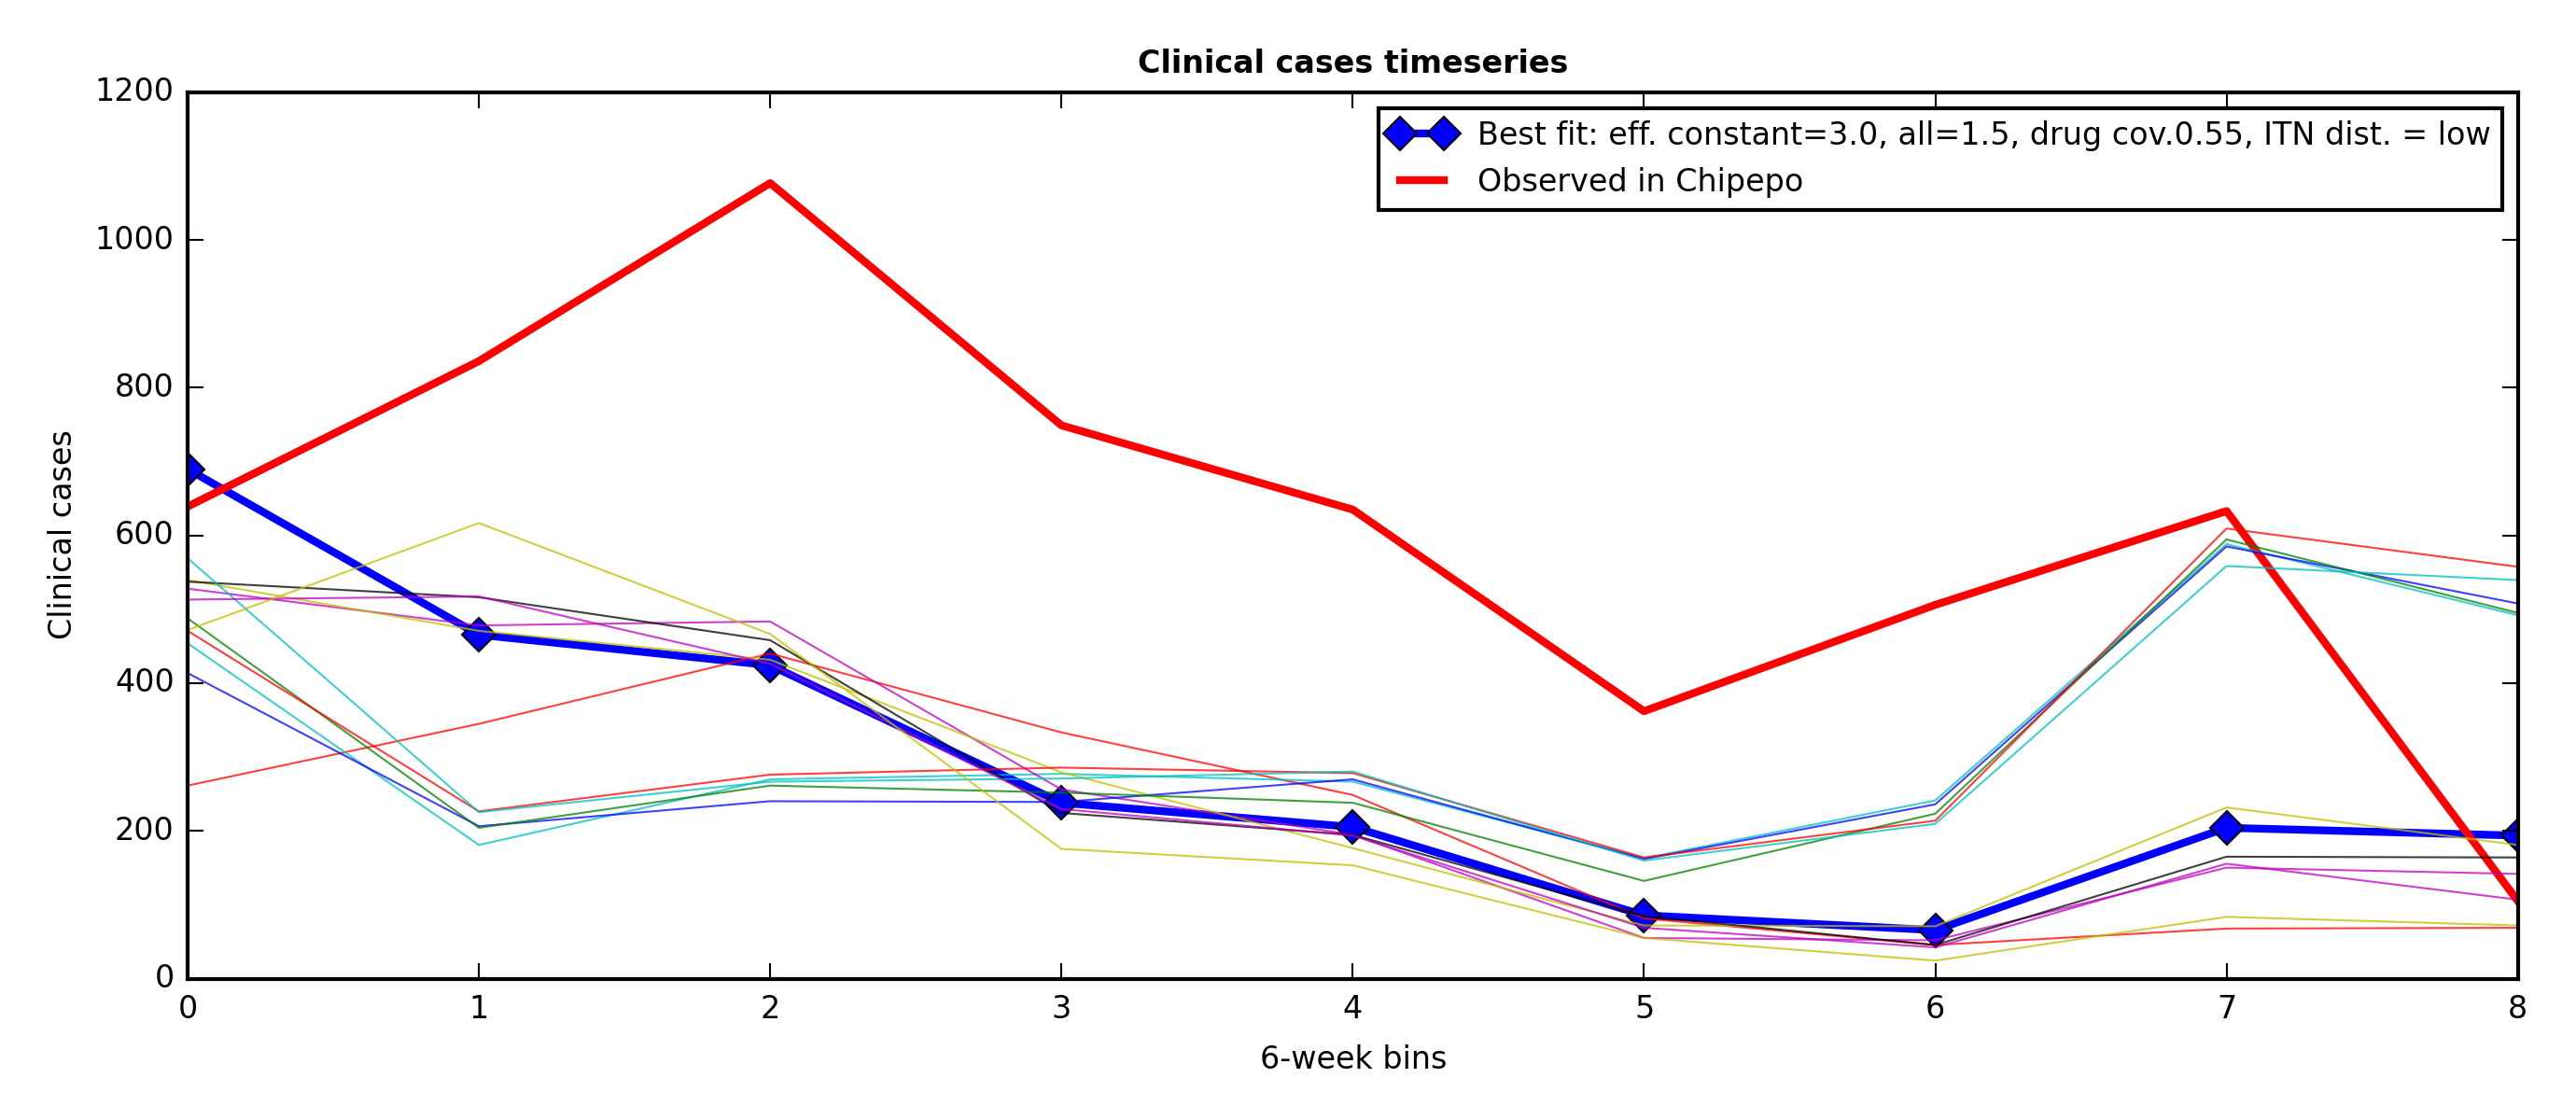 Clinical cases timeseries
Best fit: eff. constant=3.0, all=1.5, drug cov.0.55, ITN dist. = low
Observed in Chipepo
Clinical cases
1200
1000
800
600
400
200
0
0 1 2 3 4 5 6 7 8
6-week bins